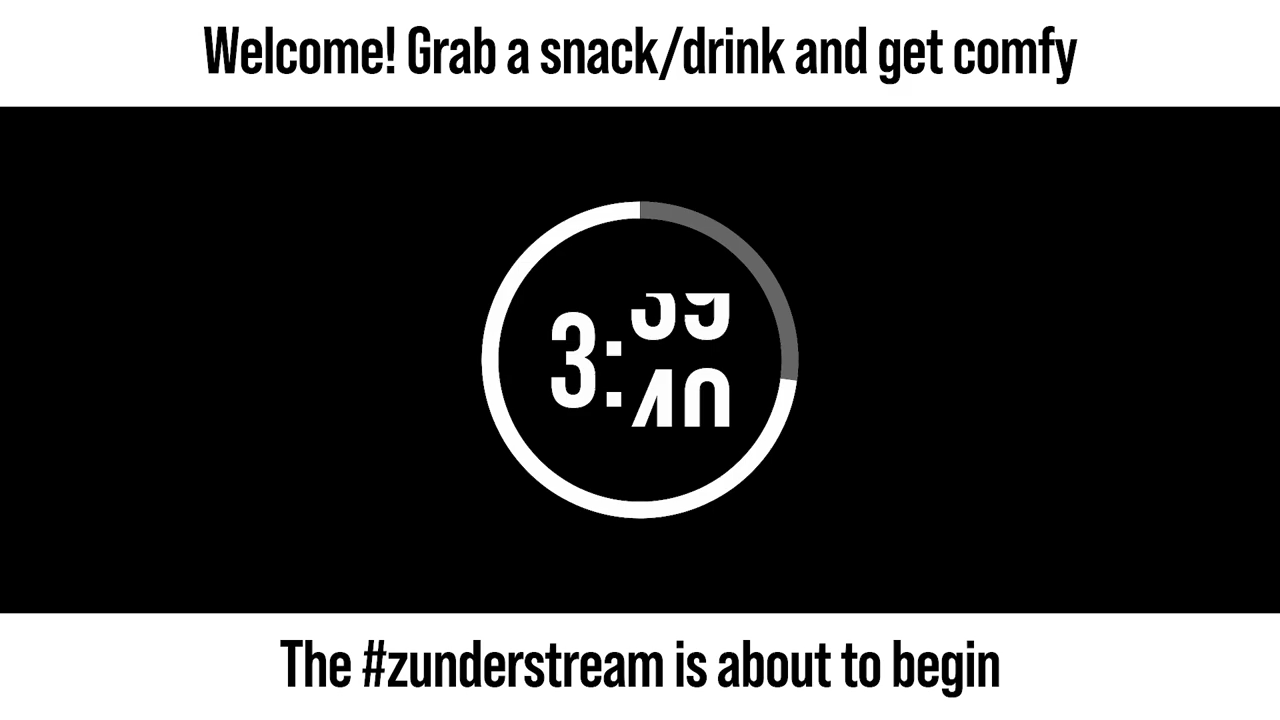 Welcome! Grab a snack/drink and get comfy
3:
The #zunderstream is about to begin